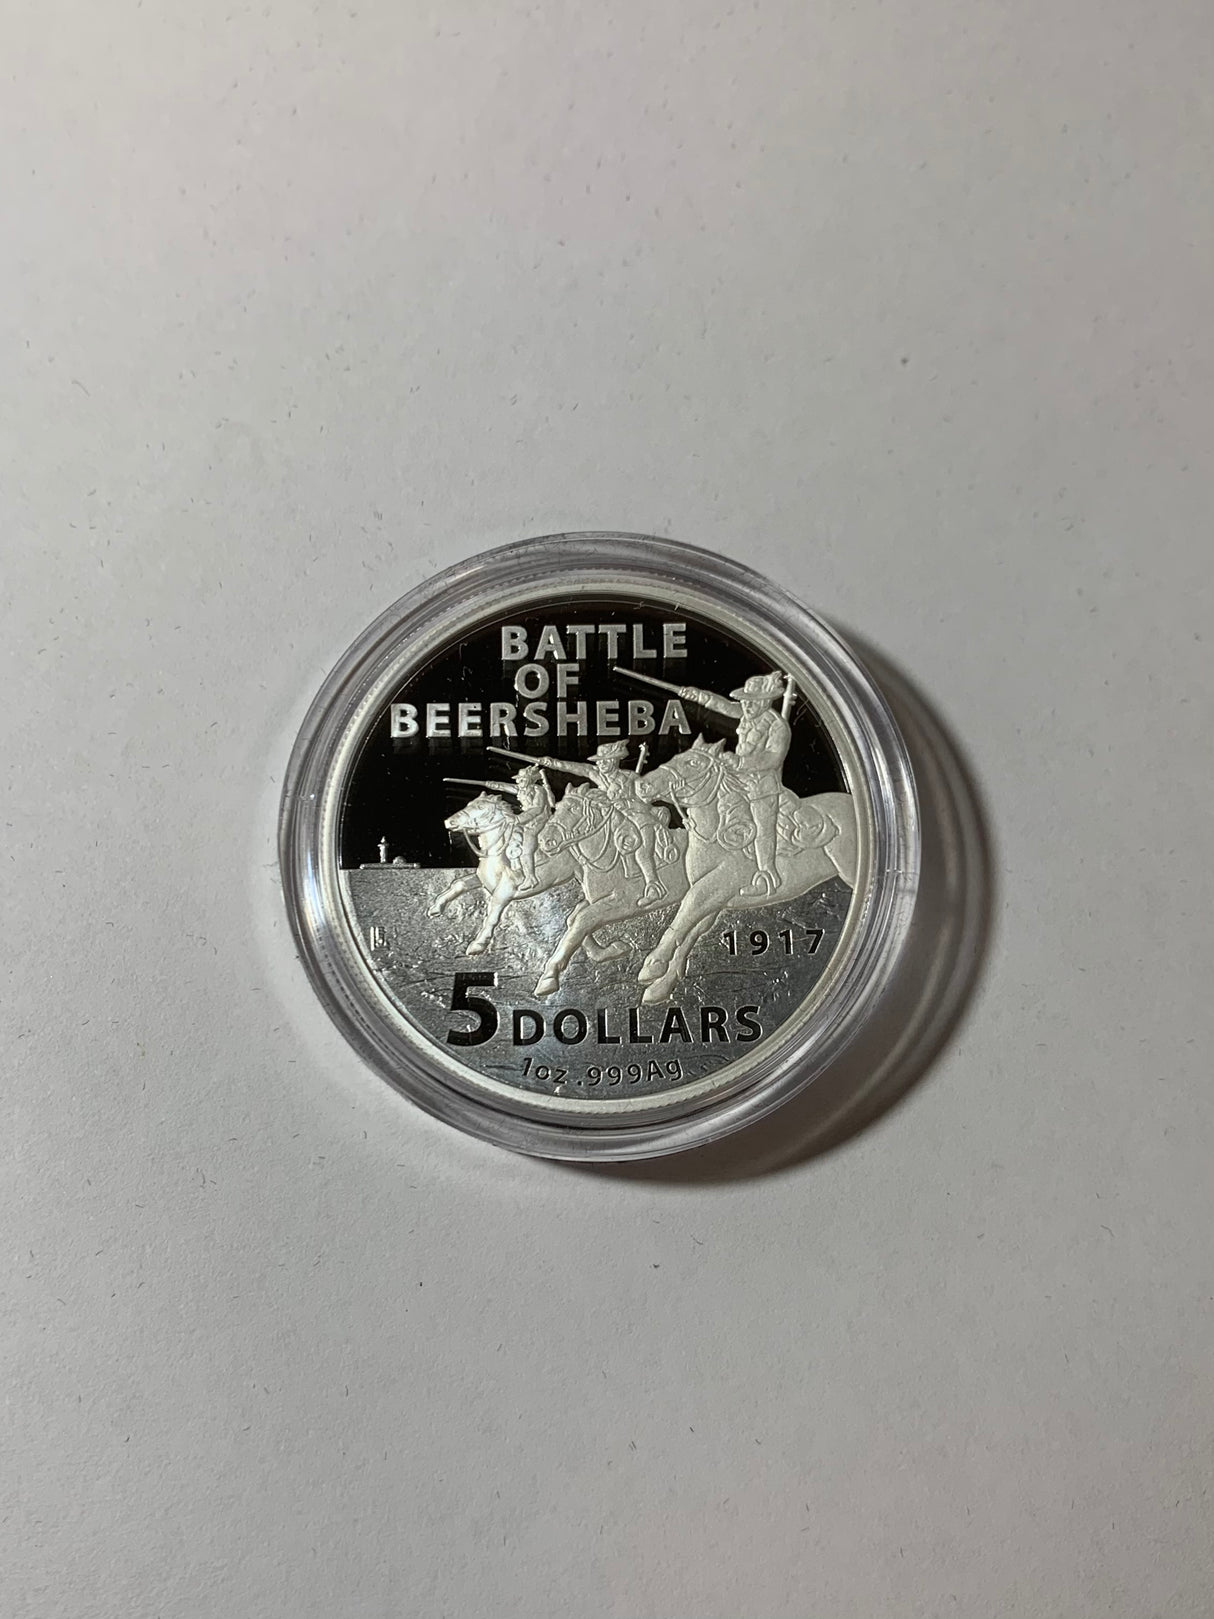 BATTLE
OF
BEERSHEBA
1917
5 DOLLARS
1oz .999Ag